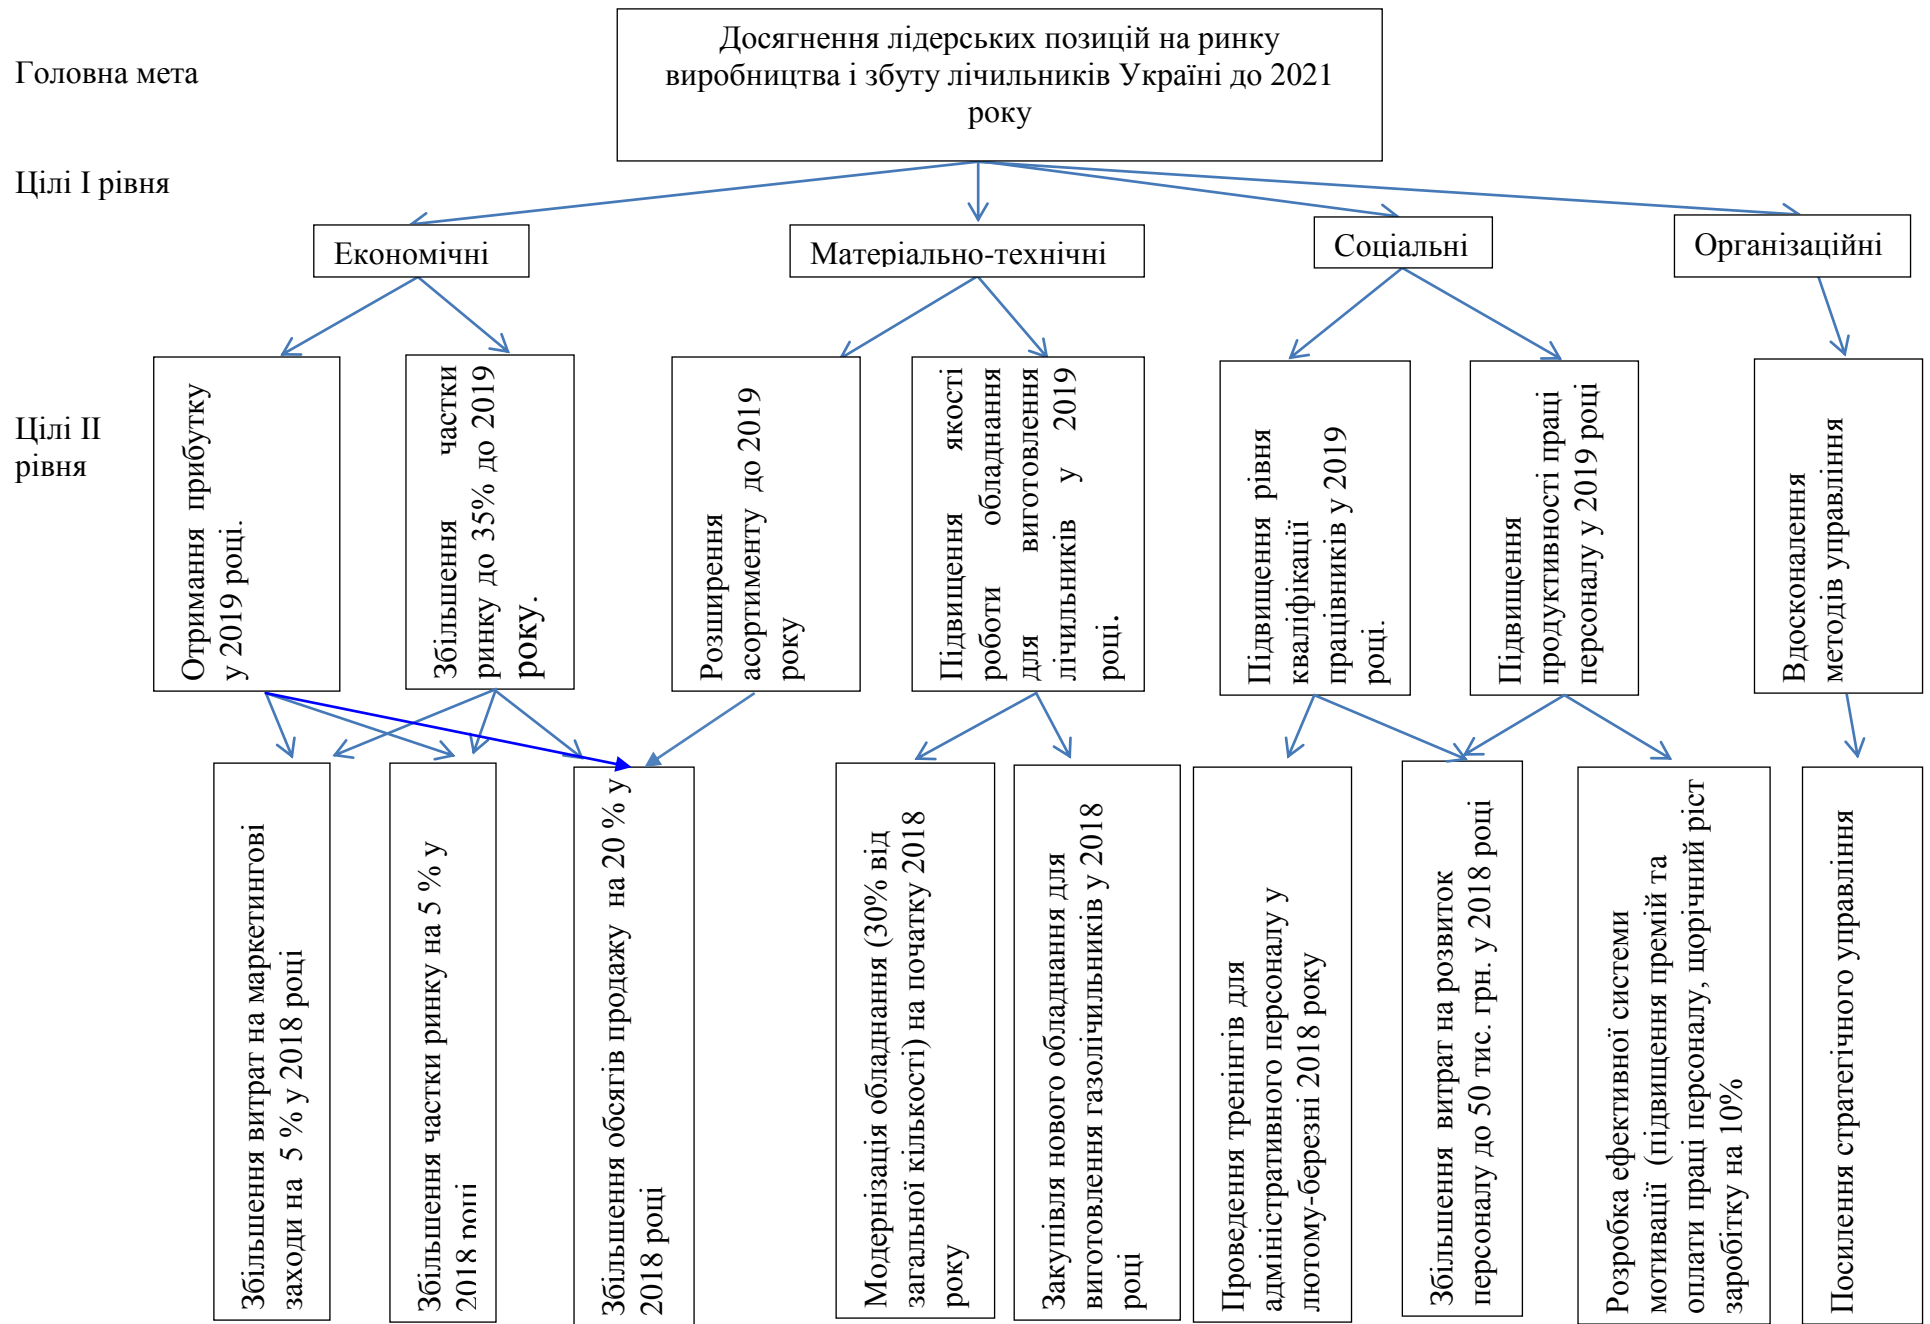 Досягнення лідерських позицій на ринку
виробництва і збуту лічильників Україні до 2021
року
Головна мета
Цілі I рівня
Економічні
Матеріально-технічні
Соціальні
Організаційні
Цілі II
рівня
Отримання прибутку
у 2019 році.
Збільшення частки
ринку до 35% до 2019
року.
Розширення
асортименту до 2019
року
Підвищення якості
роботи обладнання
для виготовлення
лічильників у 2019
році.
Підвищення рівня
кваліфікації
працівників у 2019
році.
Підвищення
продуктивності праці
персоналу у 2019 році
Вдосконалення
методів управління
Збільшення витрат на маркетингові
заходи на 5 % у 2018 році
Збільшення частки ринку на 5 % у
2018 році
Збільшення обсягів продажу на 20 % у
2018 році
Модернізація обладнання (30% від
загальної кількості) на початку 2018
року
Закупівля нового обладнання для
виготовлення газолічильників у 2018
році
Проведення тренінгів для
адміністративного персоналу у
лютому-березні 2018 року
Збільшення витрат на розвиток
персоналу до 50 тис. грн. у 2018 році
Розробка ефективної системи
мотивації (підвищення премій та
оплати праці персоналу, щорічний ріст
заробітку на 10%
Посилення стратегічного управління